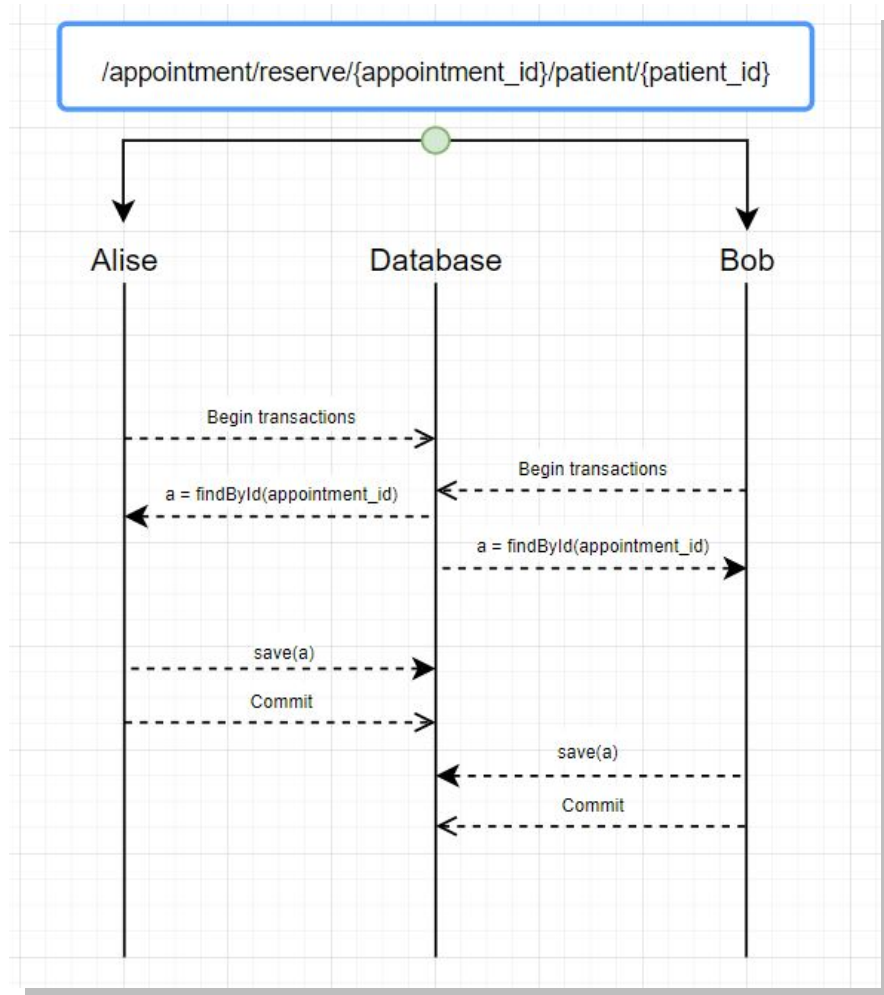 /appointment/reserve/{appointment_id}/patient/{patient_id}
Alise
Database
Bob
Begin transactions
Begin transactions
a = findById(appointment_id)
a = findById(appointment_id)
save(a)
Commit
save(a)
Commit